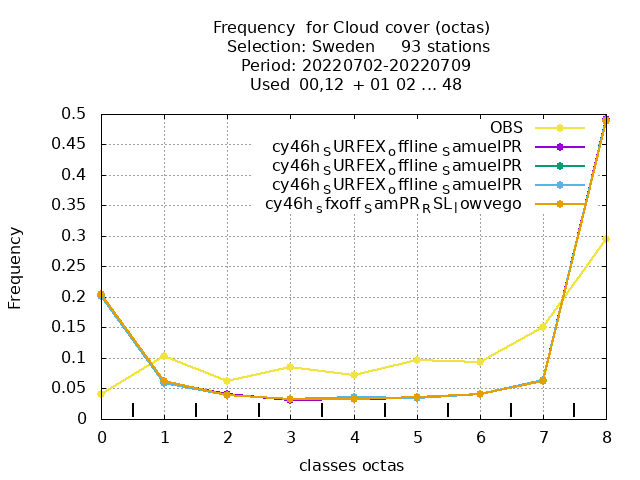 Frequency for Cloud cover (octas)
Selection: Sweden 93 stations
Period: 20220702-20220709
Used 00,12 + 01 02 ... 48
0.5
0.45
0.4
0.35
0.3
0.25
0.2
0.15
0.1
0.05
0
Frequency
OBS
cy46h_SURFEX_offline_SamuelPR
cy46h_SURFEX_offline_SamuelPR
cy46h_SURFEX_offline_SamuelPR
cy46h_sfxoff_SamPR_RSL_lowvego
0 1 2 3 4 5 6 7 8
classes octas